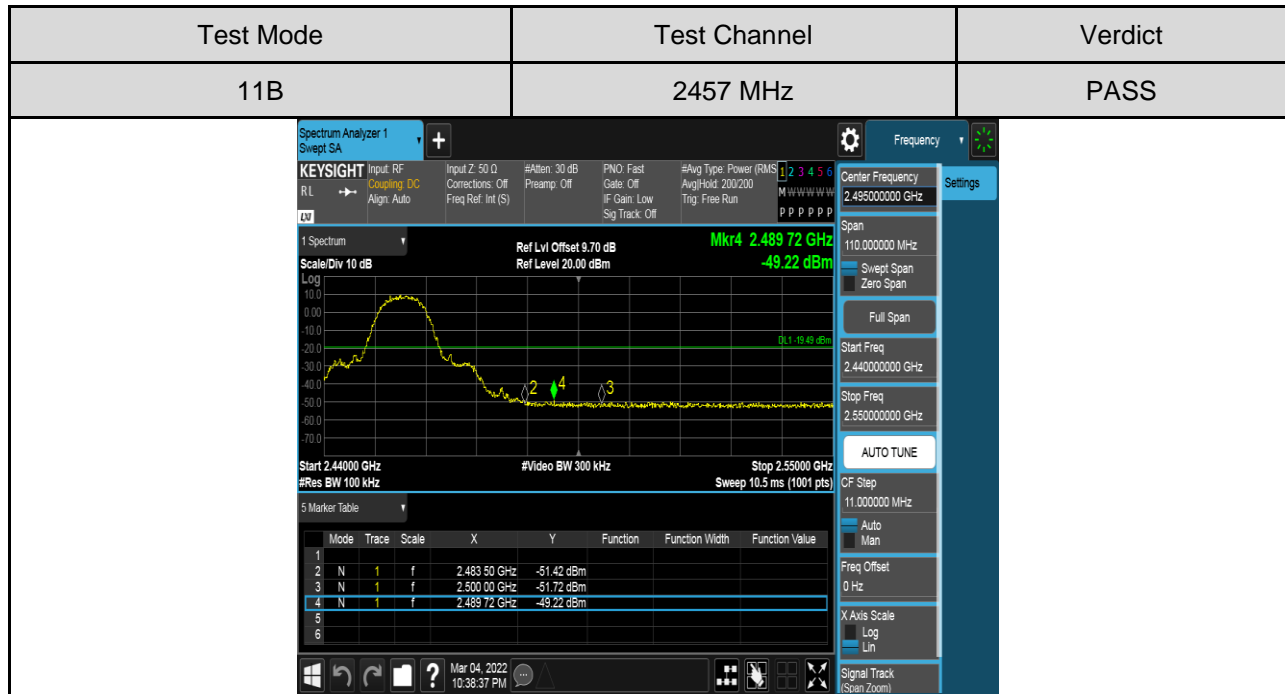 Test Mode Test Channel Verdict
11B 2457 MHz PASS
Spectrum Analyzer 1
Swept SA
+
Frequency
KEYSIGHT Input: RF Input Z: 50 Ω #Atten: 30 dB PNO: Fast #Avg Type: Power (RMS 1 2 3 4 5 6
RL Coupling: DC Corrections: Off Preamp: Off Gate: Off Avg|Hold: 200/200 M W W W W W
Align: Auto Freq Ref: Int (S) IF Gain: Low Trig: Free Run
LXI Sig Track: Off P P P P P P
1 Spectrum Ref Lvl Offset 9.70 dB Mkr4 2.489 72 GHz
Scale/Div 10 dB Ref Level 20.00 dBm -49.22 dBm
Log
10.0
0.00
-10.0
DL1 -19.49 dBm
-20.0
-30.0
-40.0
2 4 3
-50.0
-60.0
-70.0
Start 2.44000 GHz #Video BW 300 kHz Stop 2.55000 GHz
#Res BW 100 kHz Sweep 10.5 ms (1001 pts)
5 Marker Table
Mode Trace Scale X Y Function Function Width Function Value
1
2 N 1 f 2.483 50 GHz -51.42 dBm
3 N 1 f 2.500 00 GHz -51.72 dBm
4 N 1 f 2.489 72 GHz -49.22 dBm
5
6
? Mar 04, 2022
10:38:37 PM
Center Frequency
2.495000000 GHz
Settings
Span
110.000000 MHz
Swept Span
Zero Span
Full Span
Start Freq
2.440000000 GHz
Stop Freq
2.550000000 GHz
AUTO TUNE
CF Step
11.000000 MHz
Auto
Man
Freq Offset
0 Hz
X Axis Scale
Log
Lin
Signal Track
(Span Zoom)